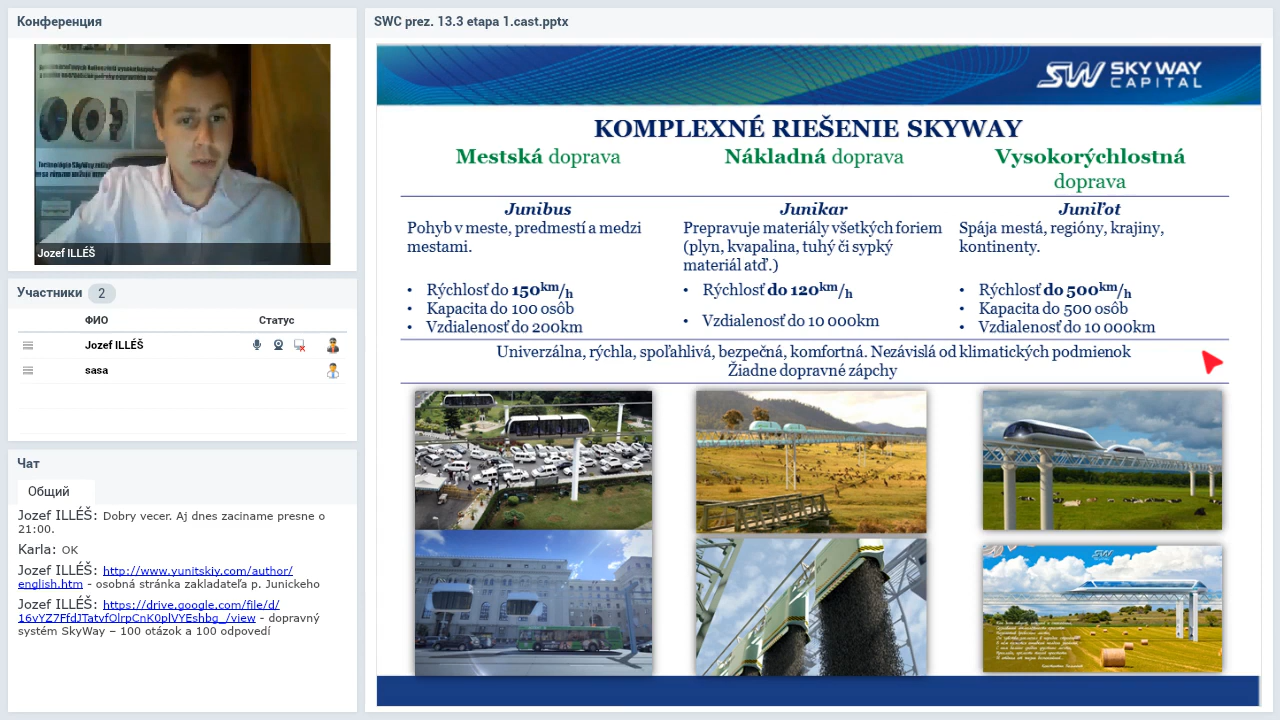 Конференция
Jozef ILLÉŠ
Участники 2
ФИО Статус
Jozef ILLÉŠ
sasa
Чат
Общий
Jozef ILLÉŠ: Dobry vecer. Aj dnes zaciname presne o
21:00.
Karla: OK
Jozef ILLÉŠ: http://www.yunitskiy.com/author/
english.htm - osobná stránka zakladateľa p. Junickeho
Jozef ILLÉŠ: https://drive.google.com/file/d/
16vYZ7FfdJTatvfOlrpCnK0plVYEshbg_/view - dopravný
systém SkyWay – 100 otázok a 100 odpovedí
SWC prez. 13.3 etapa 1.cast.pptx
SW SKY WAY
CAPITAL
KOMPLEXNÉ RIEŠENIE SKYWAY
Mestská doprava
Nákladná doprava
Vysokorýchlostná
doprava
Junibus
Pohyb v meste, predmestí a medzi
mestami.
• Rýchlosť do 150km/h
• Kapacita do 100 osôb
• Vzdialenosť do 200km
Junikar
Prepravuje materiály všetkých foriem
(plyn, kvapalina, tuhý či sypký
materiál atď.)
• Rýchlosť do 120km/h
• Vzdialenosť do 10 000km
Juniľot
Spája mestá, regióny, krajiny,
kontinenty.
• Rýchlosť do 500km/h
• Kapacita do 500 osôb
• Vzdialenosť do 10 000km
Univerzálna, rýchla, spoľahlivá, bezpečná, komfortná. Nezávislá od klimatických podmienok
Žiadne dopravné zápchy